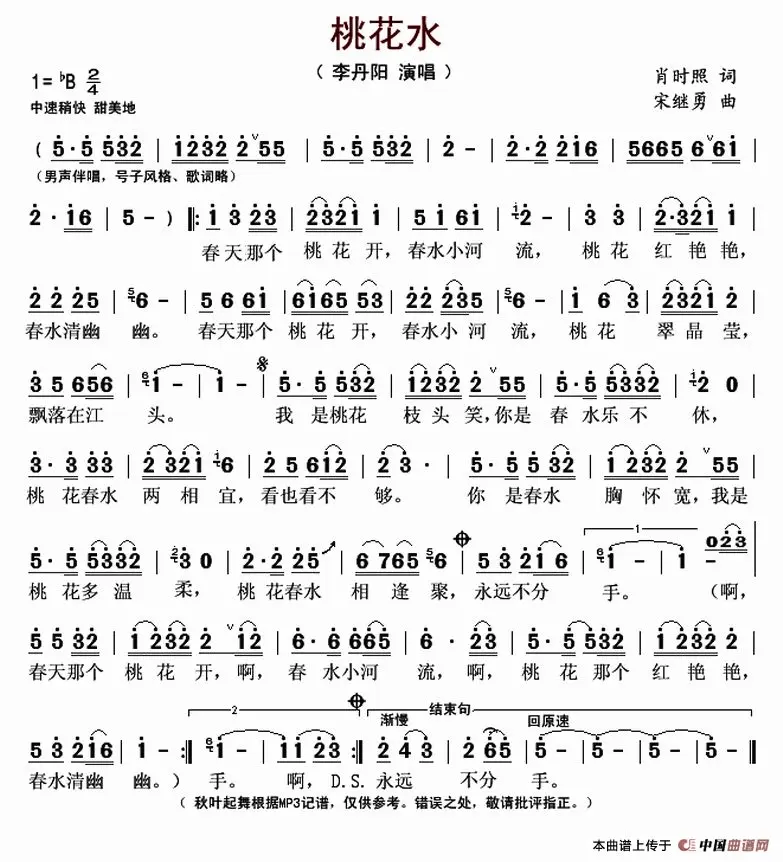 桃花水
（ 李丹阳 演唱 ）
1=♭B 2/4
肖时照 词
宋继勇 曲
中速稍快 甜美地
( 5· 5 532 | 1232 2 ᵛ55 | 5· 5 532 | 2 - | 2· 2 216 | 5665 6 ᵛ61 |
(男声伴唱，号子风格、歌词略)
2· 16 | 5 - ) ‖: 1 3 23 | 2321 1 | 5 1 61 | 2 - | 1 3 | 2·321 1 |
春天那个 桃花开，春水小河 流， 桃花 红艳艳，
2 2 25 | 6 - | 5 6 61 | 6165 53 | 22 235 | 6 - | 1 6 3 | 2321 5 |
春水清幽 幽。 春天那个 桃花开，春水小河 流， 桃花 翠晶莹，
3 5 656 | 1 - | 1 - | 5· 5 532 | 1232 2 ᵛ55 | 5· 5 5332 | 2 0 |
飘落在江 头。 我 是桃花 枝头笑，你是 春 水乐不 休，
3· 3 33 | 2 321 6 | 2 5 612 | 2 3· | 5· 5 532 | 1 232 2 ᵛ55 |
桃 花春水 两相宜，看也看不 够。 你 是春水 胸怀宽，我是
5· 5 5332 | 3 0 | 2· 2 25 | 6 765 6 | 5 3 21 6 | 1 - | 1 - 023 |
桃 花多温 柔， 桃花春水 相逢聚，永远不分 手。 （啊，
5 5 32 | 1 232 2 ᵛ12 | 6· 6 665 | 6 23 | 5· 5 532 | 1 232 2 |
春天那个 桃花开，啊， 春 水小河 流，啊， 桃 花那个 红艳艳，
渐慢 结束句 回原速
5 3 216 | 1 - :‖ 1 - | 11 23 :‖ 2 43 | 2 65 | 5 - | 5 - | 5 - ‖
春水清幽 幽。） 手。 啊， D.S. 永远 不分 手。
（ 秋叶起舞根据MP3记谱，仅供参考。错误之处，敬请批评指正。）
本曲谱上传于 中国曲谱网